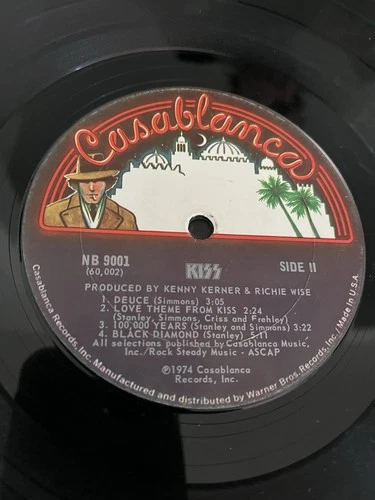 Casablanca
NB 9001
(60,002)
KISS
SIDE II
PRODUCED BY KENNY KERNER & RICHIE WISE
1. DEUCE (Simmons) 3:05
2. LOVE THEME FROM KISS 2:24
(Stanley, Simmons, Criss and Frehley)
3. 100,000 YEARS (Stanley and Simmons) 3:22
4. BLACK DIAMOND (Stanley) 5:11
All selections published by Casablanca Music,
Inc./Rock Steady Music - ASCAP
℗1974 Casablanca
Records, Inc.
Casablanca Records, Inc. Manufactured and distributed by Warner Bros. Records, Inc. Made in U.S.A.